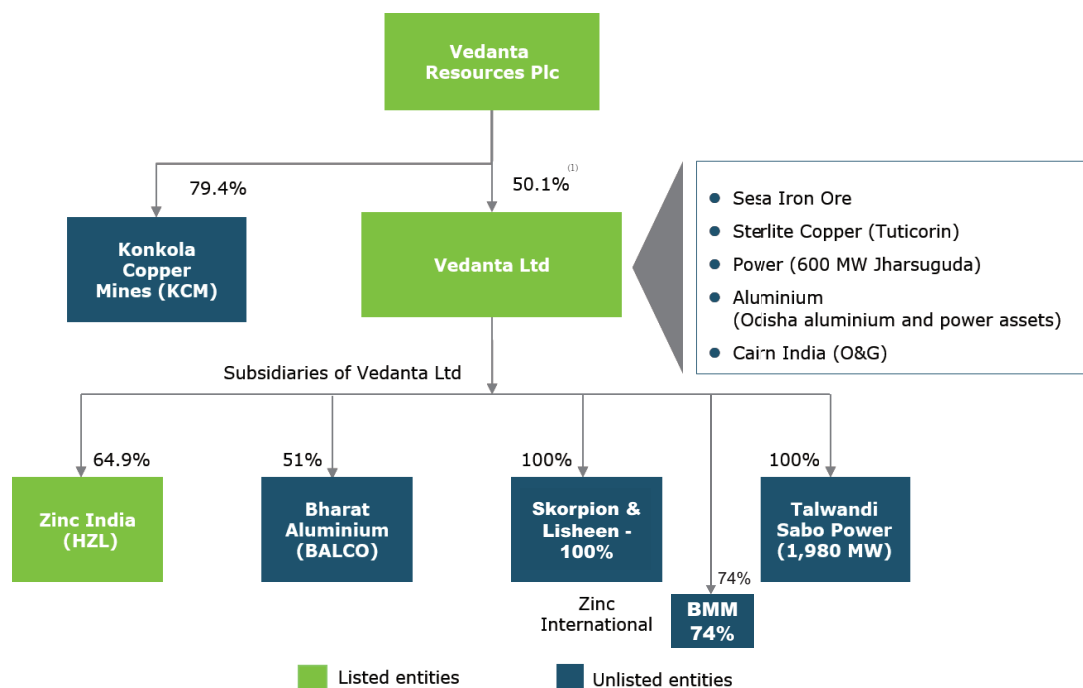 Vedanta
Resources Plc
79.4%
50.1%
(1)
Konkola
Copper
Mines (KCM)
Vedanta Ltd
Sesa Iron Ore
Sterlite Copper (Tuticorin)
Power (600 MW Jharsuguda)
Aluminium
(Odisha aluminium and power assets)
Cairn India (O&G)
Subsidiaries of Vedanta Ltd
64.9%
51%
100%
100%
Zinc India
(HZL)
Bharat
Aluminium
(BALCO)
Skorpion &
Lisheen -
100%
Talwandi
Sabo Power
(1,980 MW)
74%
Zinc
International
BMM
74%
Listed entities
Unlisted entities